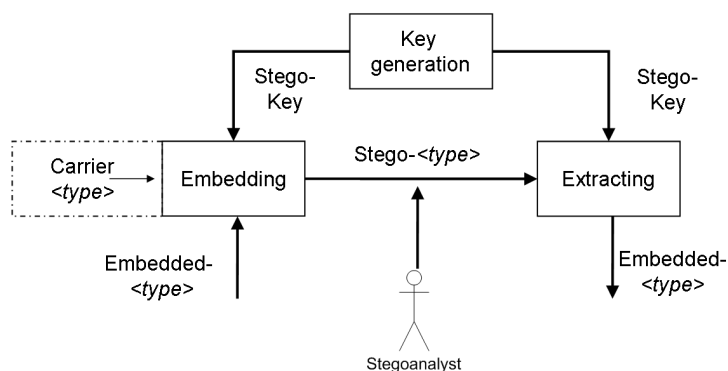 Key
generation
Stego-
Key
Stego-
Key
Carrier
<type>
Embedding
Stego-<type>
Extracting
Embedded-
<type>
Embedded-
<type>
Stegoanalyst